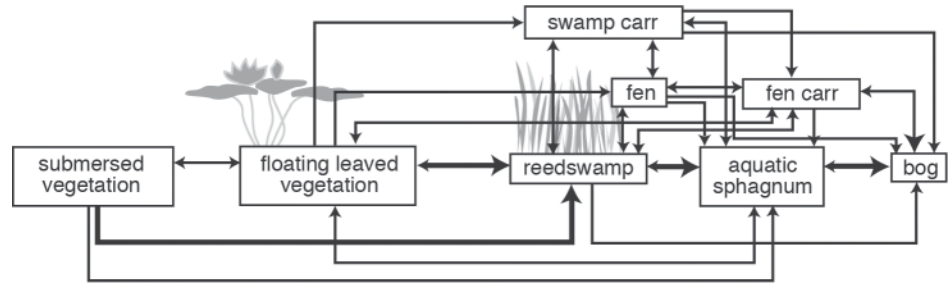 swamp carr
fen
fen carr
submersed
vegetation
floating leaved
vegetation
reedswamp
aquatic
sphagnum
bog